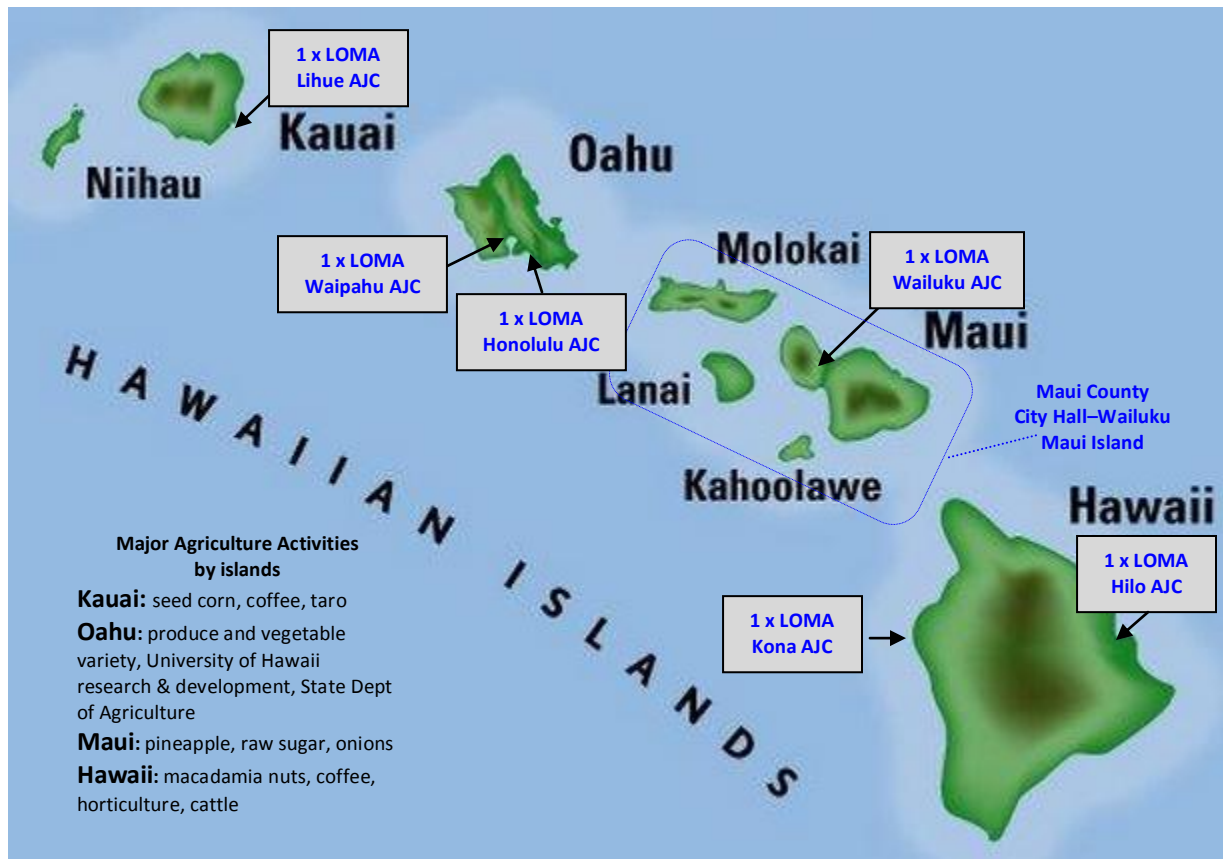 1 x LOMA
Lihue AJC
Kauai
Niihau
Oahu
1 x LOMA
Waipahu AJC
1 x LOMA
Honolulu AJC
Molokai
1 x LOMA
Wailuku AJC
Maui
Lanai
Kahoolawe
Maui County
City Hall–Wailuku
Maui Island
HAWAIIAN ISLANDS
Hawaii
1 x LOMA
Hilo AJC
1 x LOMA
Kona AJC
Major Agriculture Activities
by islands
Kauai: seed corn, coffee, taro
Oahu: produce and vegetable
variety, University of Hawaii
research & development, State Dept
of Agriculture
Maui: pineapple, raw sugar, onions
Hawaii: macadamia nuts, coffee,
horticulture, cattle